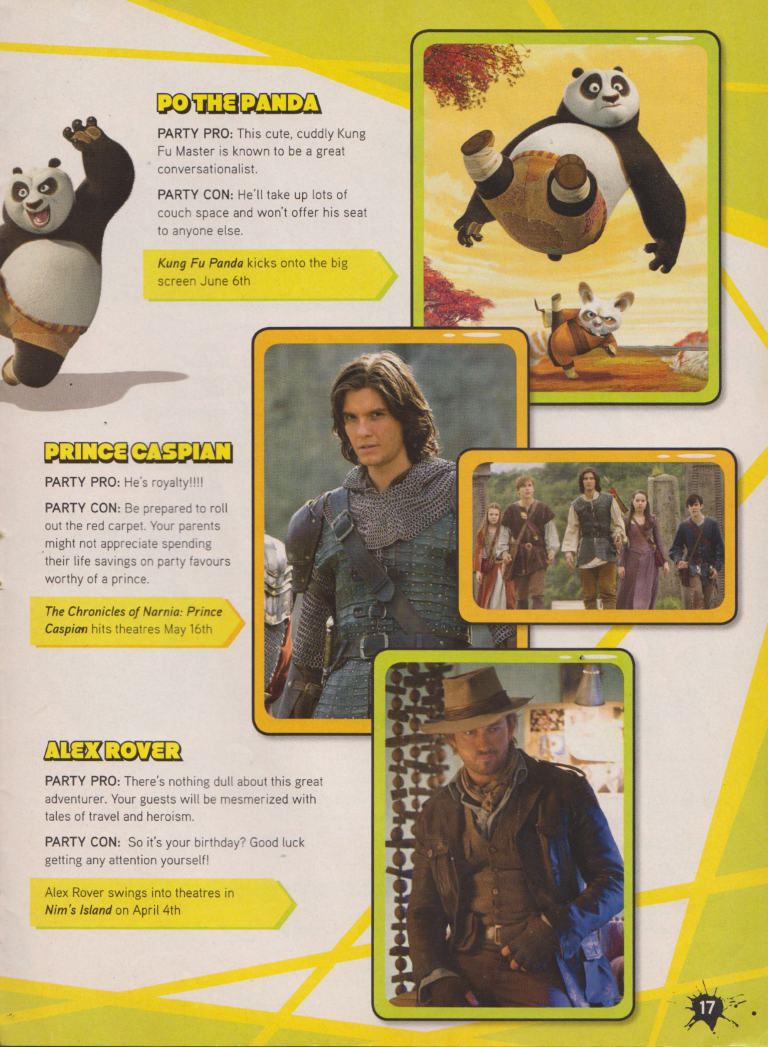 PO THE PANDA
PARTY PRO: This cute, cuddly Kung
Fu Master is known to be a great
conversationalist.
PARTY CON: He'll take up lots of
couch space and won't offer his seat
to anyone else.
Kung Fu Panda kicks onto the big
screen June 6th
PRINCE CASPIAN
PARTY PRO: He's royalty!!!!
PARTY CON: Be prepared to roll
out the red carpet. Your parents
might not appreciate spending
their life savings on party favours
worthy of a prince.
The Chronicles of Narnia: Prince
Caspian hits theatres May 16th
ALEX ROVER
PARTY PRO: There's nothing dull about this great
adventurer. Your guests will be mesmerized with
tales of travel and heroism.
PARTY CON: So it's your birthday? Good luck
getting any attention yourself!
Alex Rover swings into theatres in
Nim's Island on April 4th
17